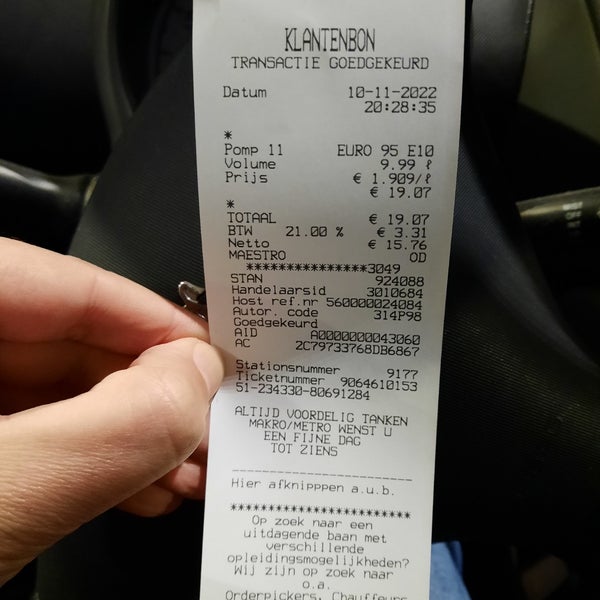 KLANTENBON
TRANSACTIE GOEDGEKEURD
Datum 10-11-2022
20:28:35
*
Pomp 11 EURO 95 E10
Volume 9.99 ℓ
Prijs € 1.909/ℓ
€ 19.07
*
TOTAAL € 19.07
BTW 21.00 % € 3.31
Netto € 15.76
MAESTRO OD
***************3049
STAN 924088
Handelaarsid 3010684
Host ref.nr 560000024084
Autor. code 314P98
Goedgekeurd
AID A0000000043060
AC 2C79733768DB6867
Stationsnummer 9177
Ticketnummer 9064610153
51-234330-80691284
ALTIJD VOORDELIG TANKEN
MAKRO/METRO WENST U
EEN FIJNE DAG
TOT ZIENS
------------------------
Hier afknipppen a.u.b.
************************
Op zoek naar een
uitdagende baan met
verschillende
opleidingsmogelijkheden?
Wij zijn op zoek naar
o.a.
Orderpickers, Chauffeurs